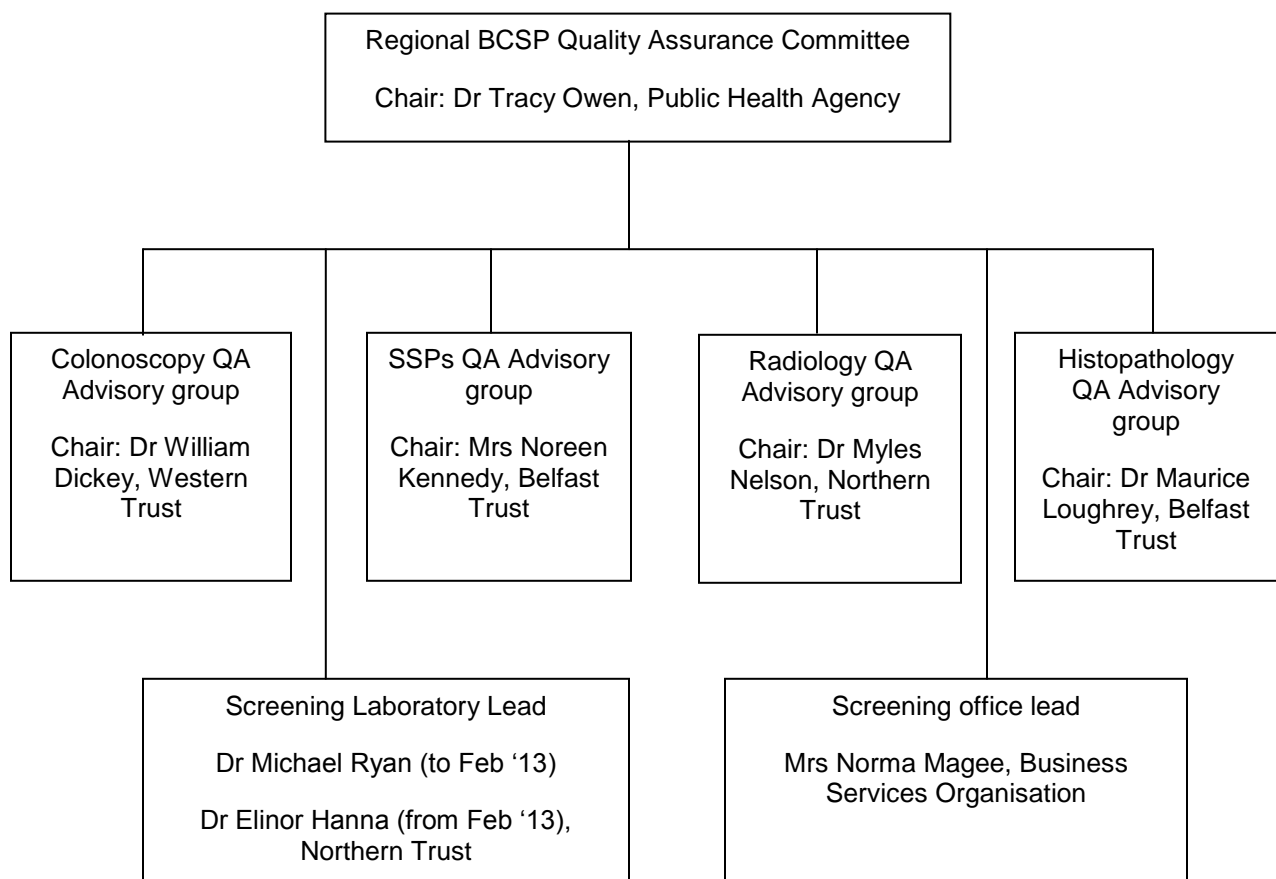 Regional BCSP Quality Assurance Committee
Chair: Dr Tracy Owen, Public Health Agency
Colonoscopy QA
Advisory group
Chair: Dr William
Dickey, Western
Trust
SSPs QA Advisory
group
Chair: Mrs Noreen
Kennedy, Belfast
Trust
Radiology QA
Advisory group
Chair: Dr Myles
Nelson, Northern
Trust
Histopathology
QA Advisory
group
Chair: Dr Maurice
Loughrey, Belfast
Trust
Screening Laboratory Lead
Dr Michael Ryan (to Feb ‘13)
Dr Elinor Hanna (from Feb ‘13),
Northern Trust
Screening office lead
Mrs Norma Magee, Business
Services Organisation